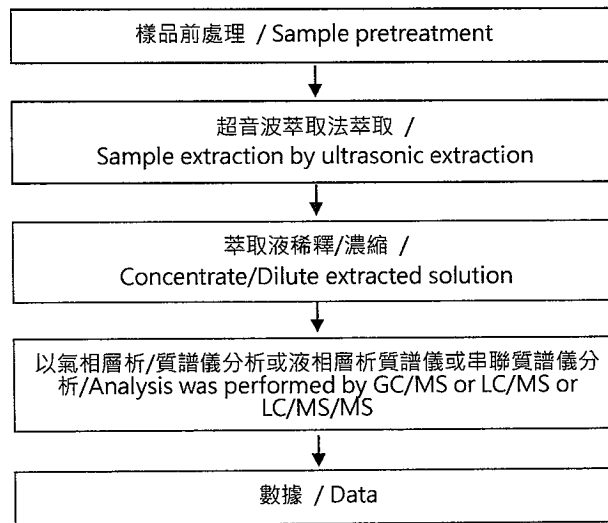 樣品前處理 / Sample pretreatment
超音波萃取法萃取 /
Sample extraction by ultrasonic extraction
萃取液稀釋/濃縮 /
Concentrate/Dilute extracted solution
以氣相層析/質譜儀分析或液相層析質譜儀或串聯質譜儀分
析/Analysis was performed by GC/MS or LC/MS or
LC/MS/MS
數據 / Data